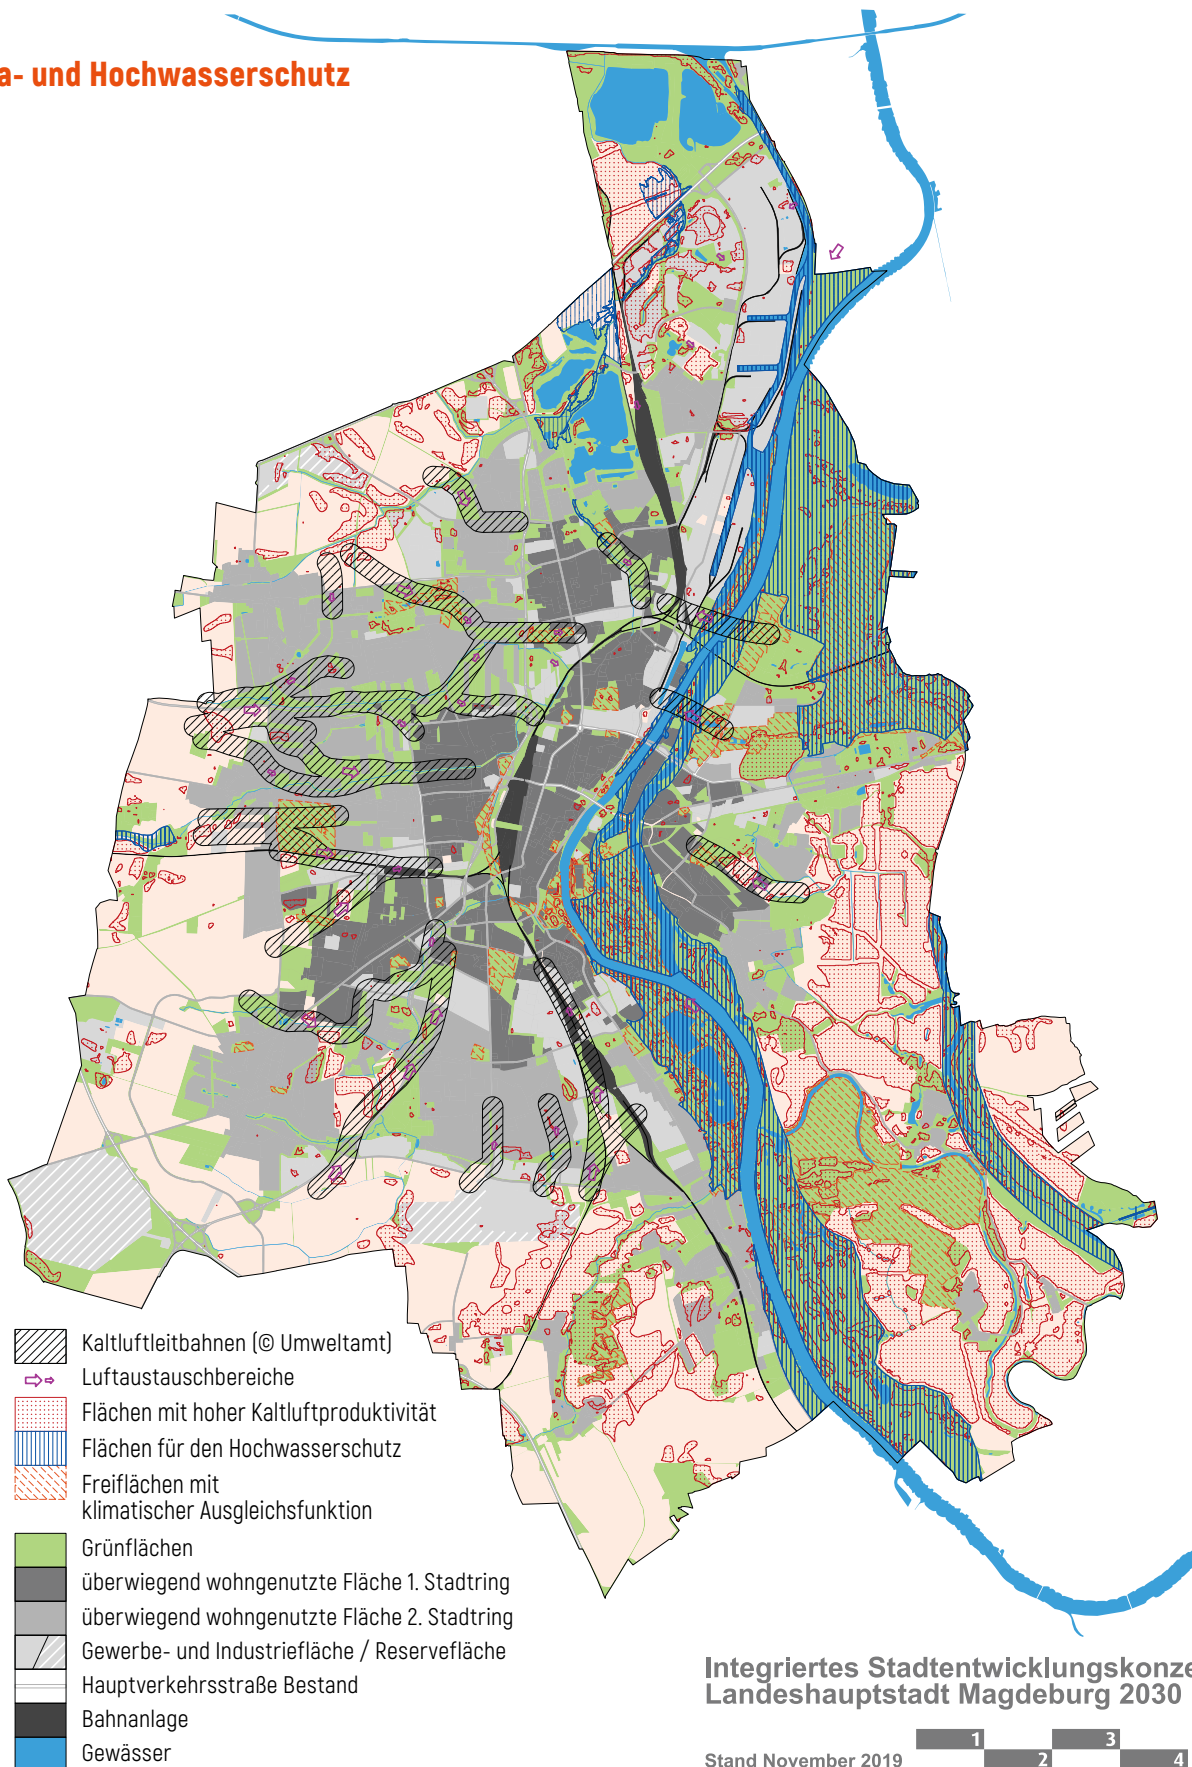 a- und Hochwasserschutz
Kaltluftleitbahnen (© Umweltamt)
Luftaustauschbereiche
Flächen mit hoher Kaltluftproduktivität
Flächen für den Hochwasserschutz
Freiflächen mit
klimatischer Ausgleichsfunktion
Grünflächen
überwiegend wohngenutzte Fläche 1. Stadtring
überwiegend wohngenutzte Fläche 2. Stadtring
Gewerbe- und Industriefläche / Reservefläche
Hauptverkehrsstraße Bestand
Bahnanlage
Gewässer
Integriertes Stadtentwicklungskonze
Landeshauptstadt Magdeburg 2030
Stand November 2019
1 3
2 4